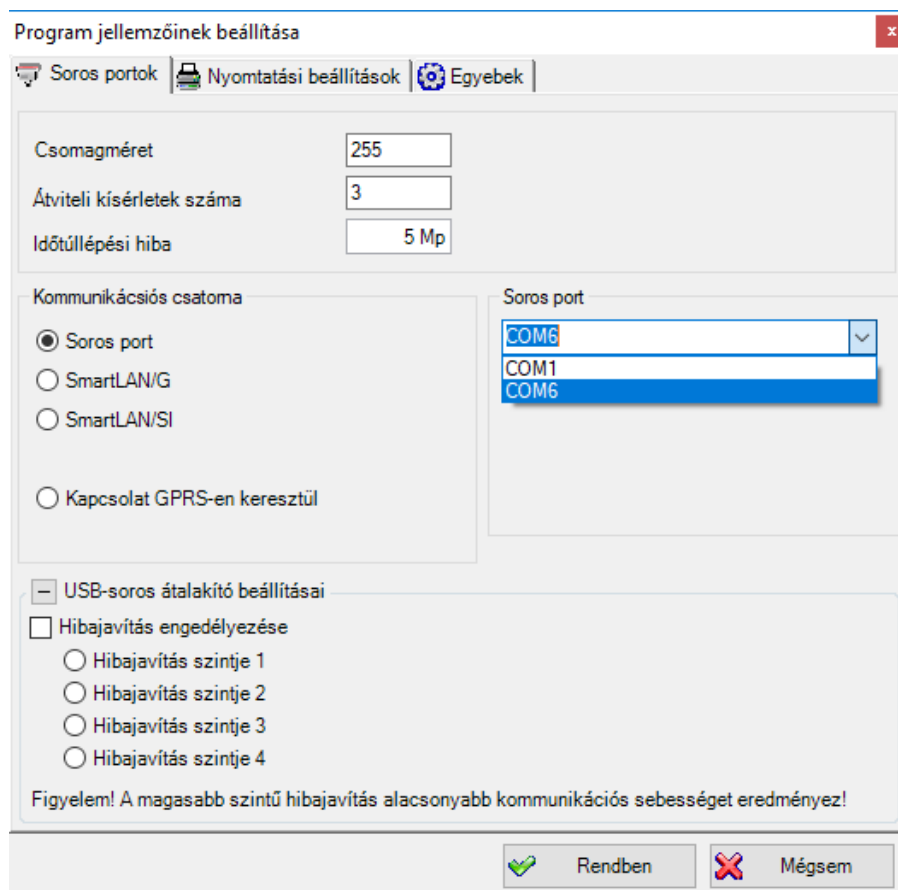 Program jellemzőinek beállítása
x
Soros portok
Nyomtatási beállítások
Egyebek
Csomagméret
255
Átviteli kísérletek száma
3
Időtúllépési hiba
5 Mp
Kommunikácsiós csatorna
Soros port
SmartLAN/G
SmartLAN/SI
Kapcsolat GPRS-en keresztül
Soros port
COM6
COM1
COM6
USB-soros átalakító beállításai
Hibajavítás engedélyezése
Hibajavítás szintje 1
Hibajavítás szintje 2
Hibajavítás szintje 3
Hibajavítás szintje 4
Figyelem! A magasabb szintű hibajavítás alacsonyabb kommunikációs sebességet eredményez!
Rendben
Mégsem